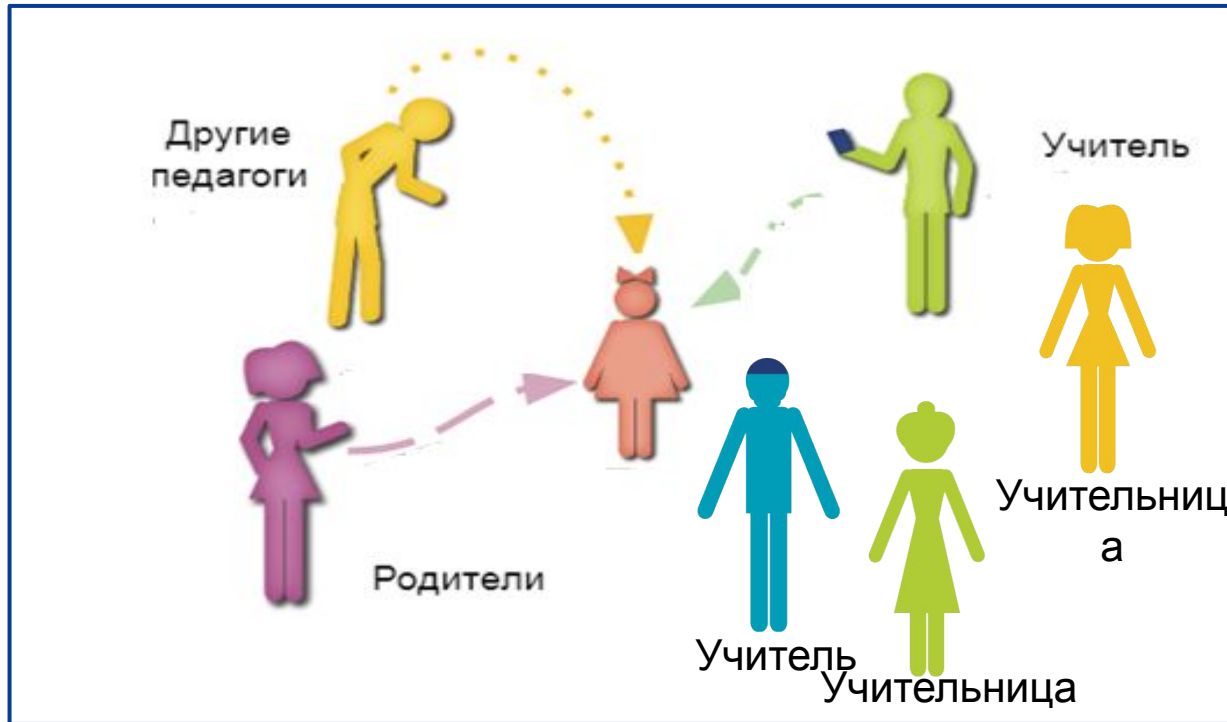 Другие
педагоги
Учитель
Учительниц
а
Родители
Учитель
Учительница